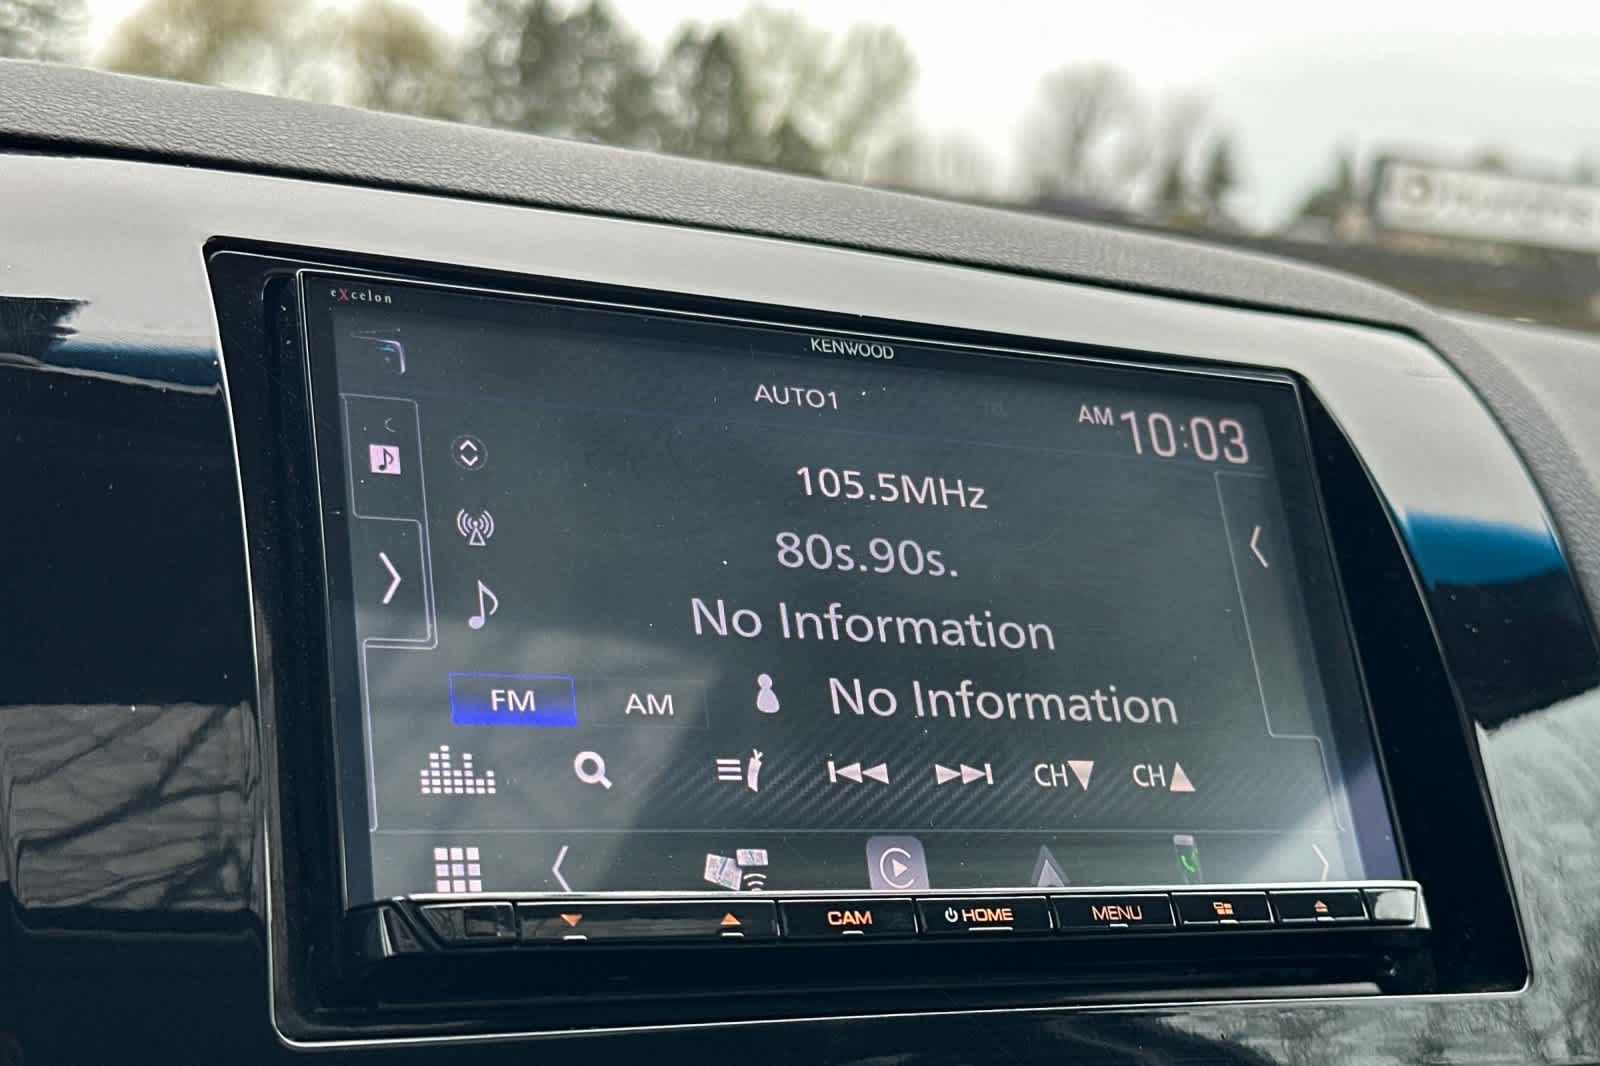 eXcelon
KENWOOD
AUTO1
TEL
AM 10:03
105.5MHz
80s.90s.
No Information
No Information
FM
AM
CH▼
CH▲
CAM
HOME
MENU